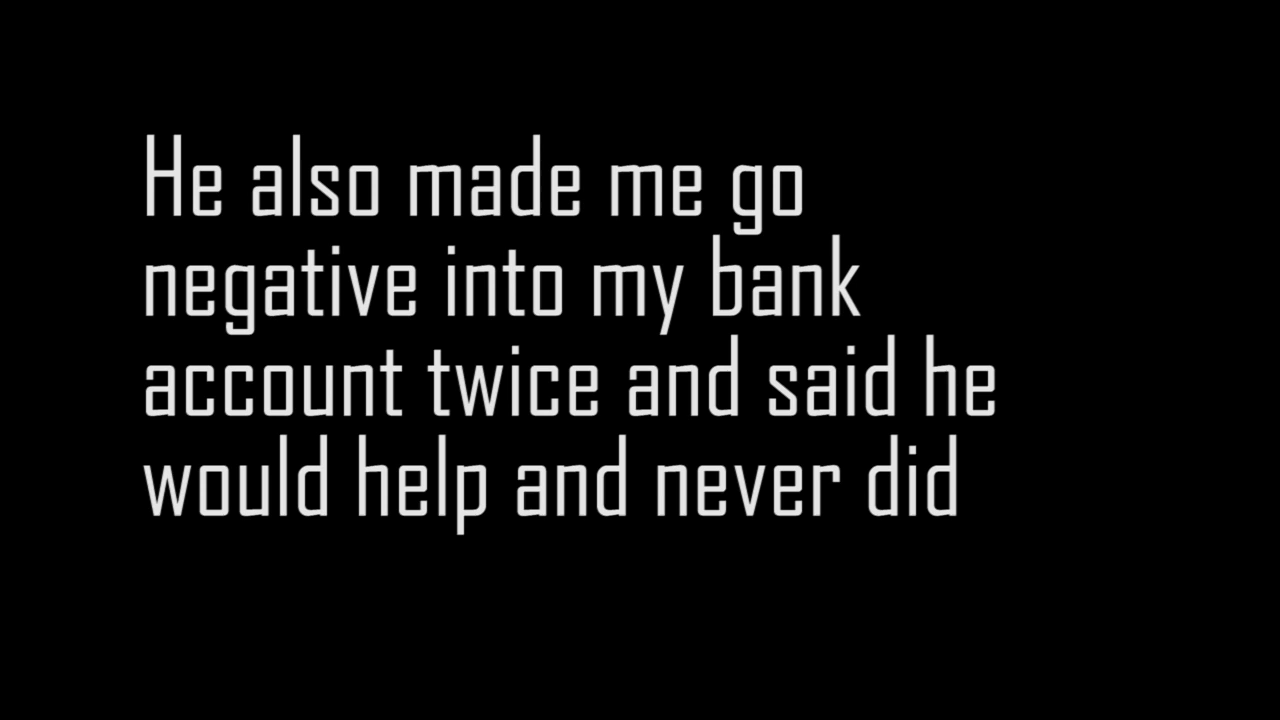 He also made me go
negative into my bank
account twice and said he
would help and never did